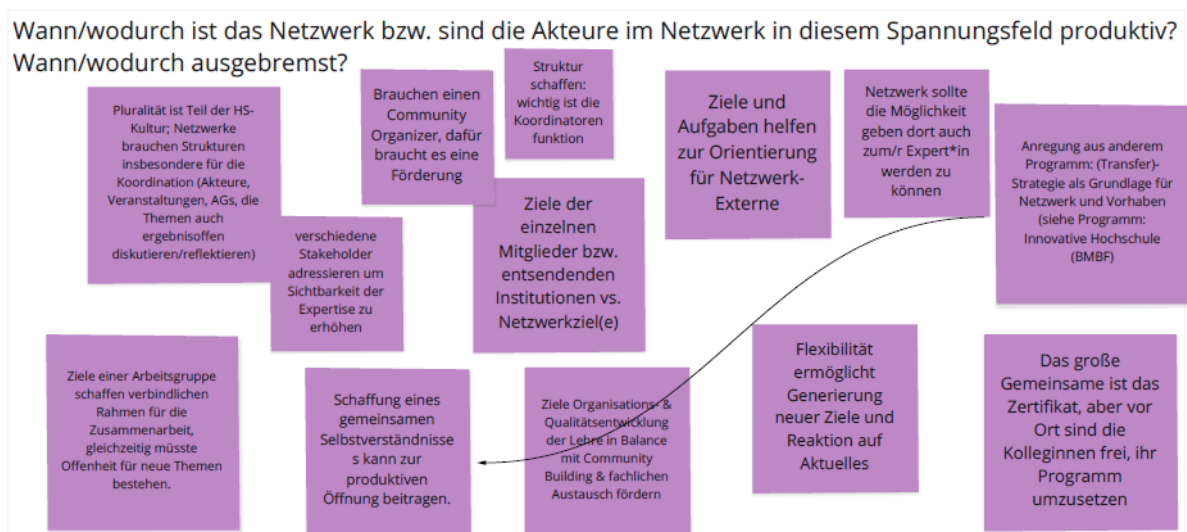 Wann/wodurch ist das Netzwerk bzw. sind die Akteure im Netzwerk in diesem Spannungsfeld produktiv?
Wann/wodurch ausgebremst?
Pluralität ist Teil der HS-
Kultur; Netzwerke
brauchen Strukturen
insbesondere für die
Koordination (Akteure,
Veranstaltungen, AGs, die
Themen auch
ergebnisoffen
diskutieren/reflektieren)
Brauchen einen
Community
Organizer, dafür
braucht es eine
Förderung
Struktur
schaffen:
wichtig ist die
Koordinatoren
funktion
Ziele und
Aufgaben helfen
zur Orientierung
für Netzwerk-
Externe
Netzwerk sollte
die Möglichkeit
geben dort auch
zum/r Expert*in
werden zu
können
Anregung aus anderem
Programm: (Transfer)-
Strategie als Grundlage für
Netzwerk und Vorhaben
(siehe Programm:
Innovative Hochschule
(BMBF)
verschiedene
Stakeholder
adressieren um
Sichtbarkeit der
Expertise zu
erhöhen
Ziele der
einzelnen
Mitglieder bzw.
entsendenden
Institutionen vs.
Netzwerkziel(e)
Ziele einer Arbeitsgruppe
schaffen verbindlichen
Rahmen für die
Zusammenarbeit,
gleichzeitig müsste
Offenheit für neue Themen
bestehen.
Schaffung eines
gemeinsamen
Selbstverständnisse
s kann zur
produktiven
Öffnung beitragen.
Ziele Organisations- &
Qualitätsentwicklung
der Lehre in Balance
mit Community
Building & fachlichen
Austausch fördern
Flexibilität
ermöglicht
Generierung
neuer Ziele und
Reaktion auf
Aktuelles
Das große
Gemeinsame ist das
Zertifikat, aber vor
Ort sind die
Kolleginnen frei, ihr
Programm
umzusetzen